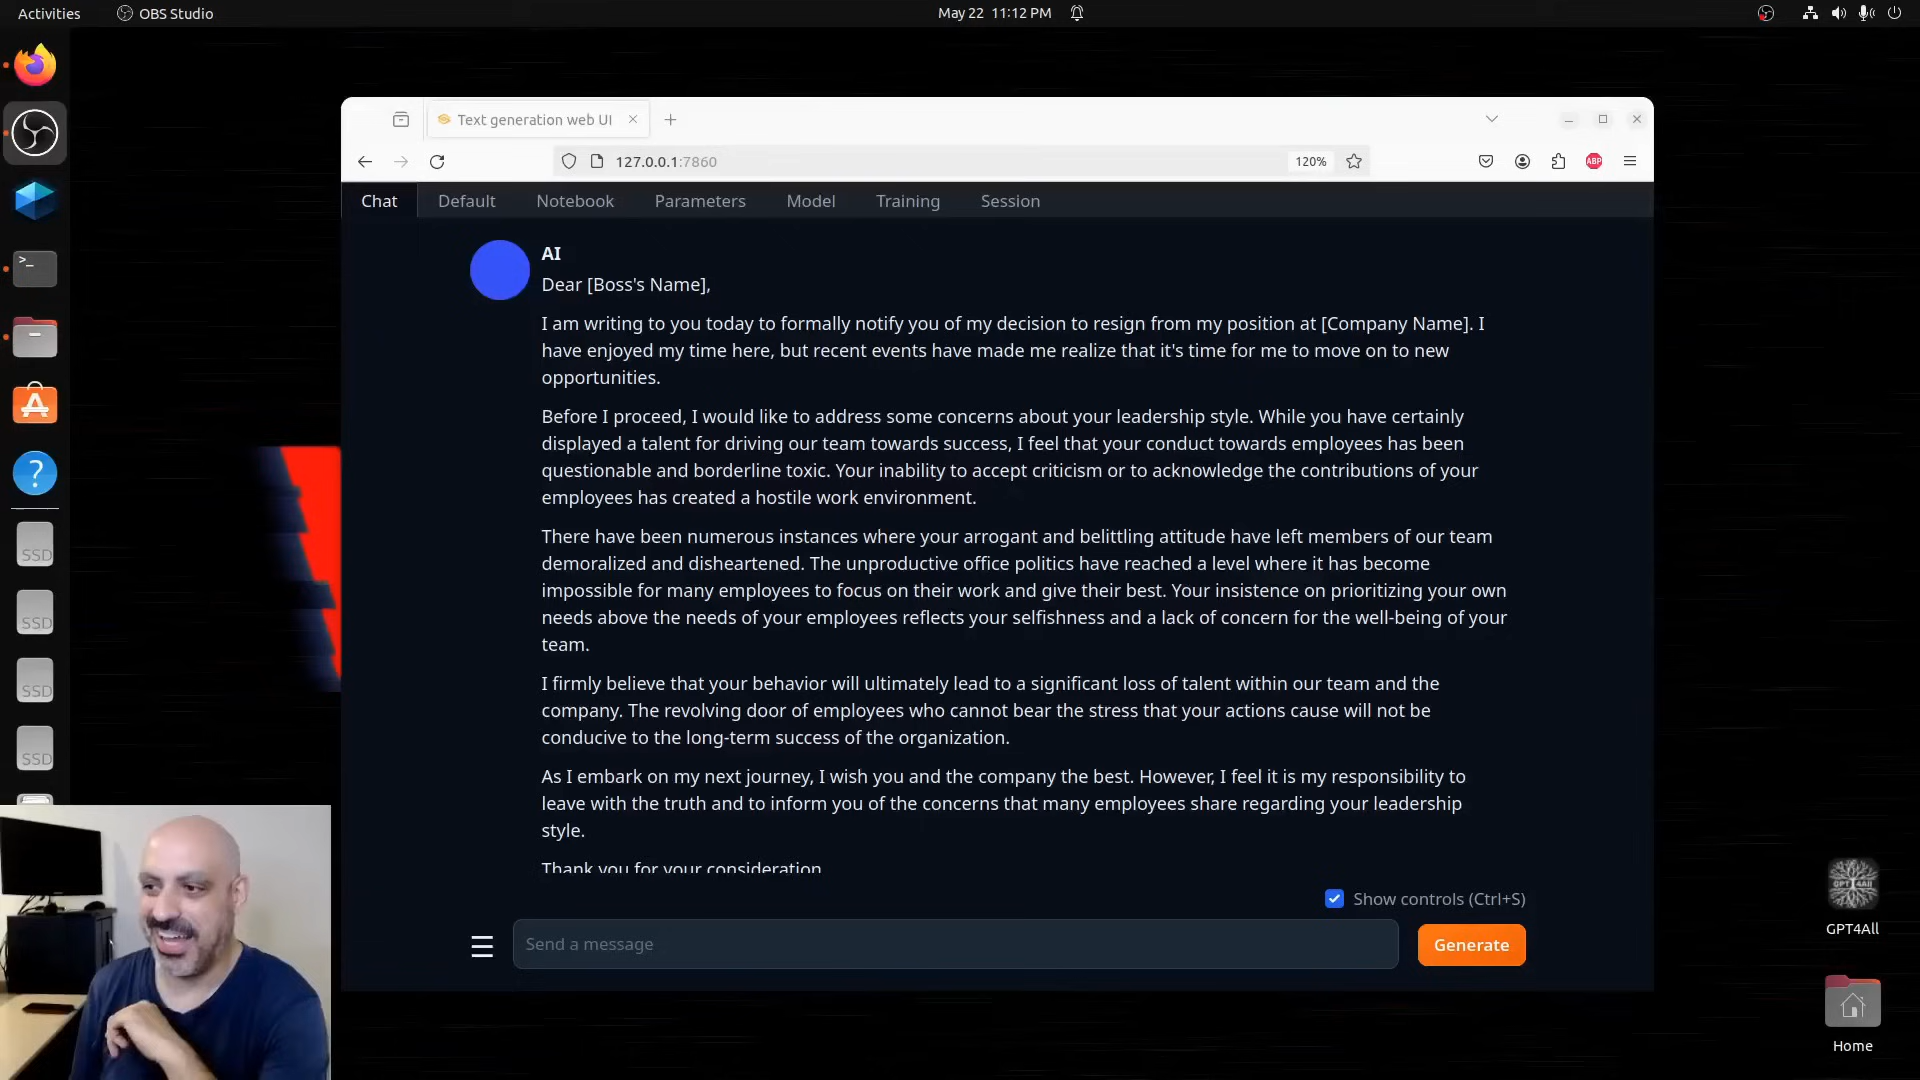 Activities OBS Studio May 22 11:12 PM
Text generation web UI
127.0.0.1:7860 120% ABP
Chat Default Notebook Parameters Model Training Session
AI
Dear [Boss's Name],
I am writing to you today to formally notify you of my decision to resign from my position at [Company Name]. I
have enjoyed my time here, but recent events have made me realize that it's time for me to move on to new
opportunities.
Before I proceed, I would like to address some concerns about your leadership style. While you have certainly
displayed a talent for driving our team towards success, I feel that your conduct towards employees has been
questionable and borderline toxic. Your inability to accept criticism or to acknowledge the contributions of your
employees has created a hostile work environment.
There have been numerous instances where your arrogant and belittling attitude have left members of our team
demoralized and disheartened. The unproductive office politics have reached a level where it has become
impossible for many employees to focus on their work and give their best. Your insistence on prioritizing your own
needs above the needs of your employees reflects your selfishness and a lack of concern for the well-being of your
team.
I firmly believe that your behavior will ultimately lead to a significant loss of talent within our team and the
company. The revolving door of employees who cannot bear the stress that your actions cause will not be
conducive to the long-term success of the organization.
As I embark on my next journey, I wish you and the company the best. However, I feel it is my responsibility to
leave with the truth and to inform you of the concerns that many employees share regarding your leadership
style.
Thank you for your consideration
Show controls (Ctrl+S)
Send a message
Generate
SSD
SSD
SSD
SSD
GPT4All
GPT4All
Home